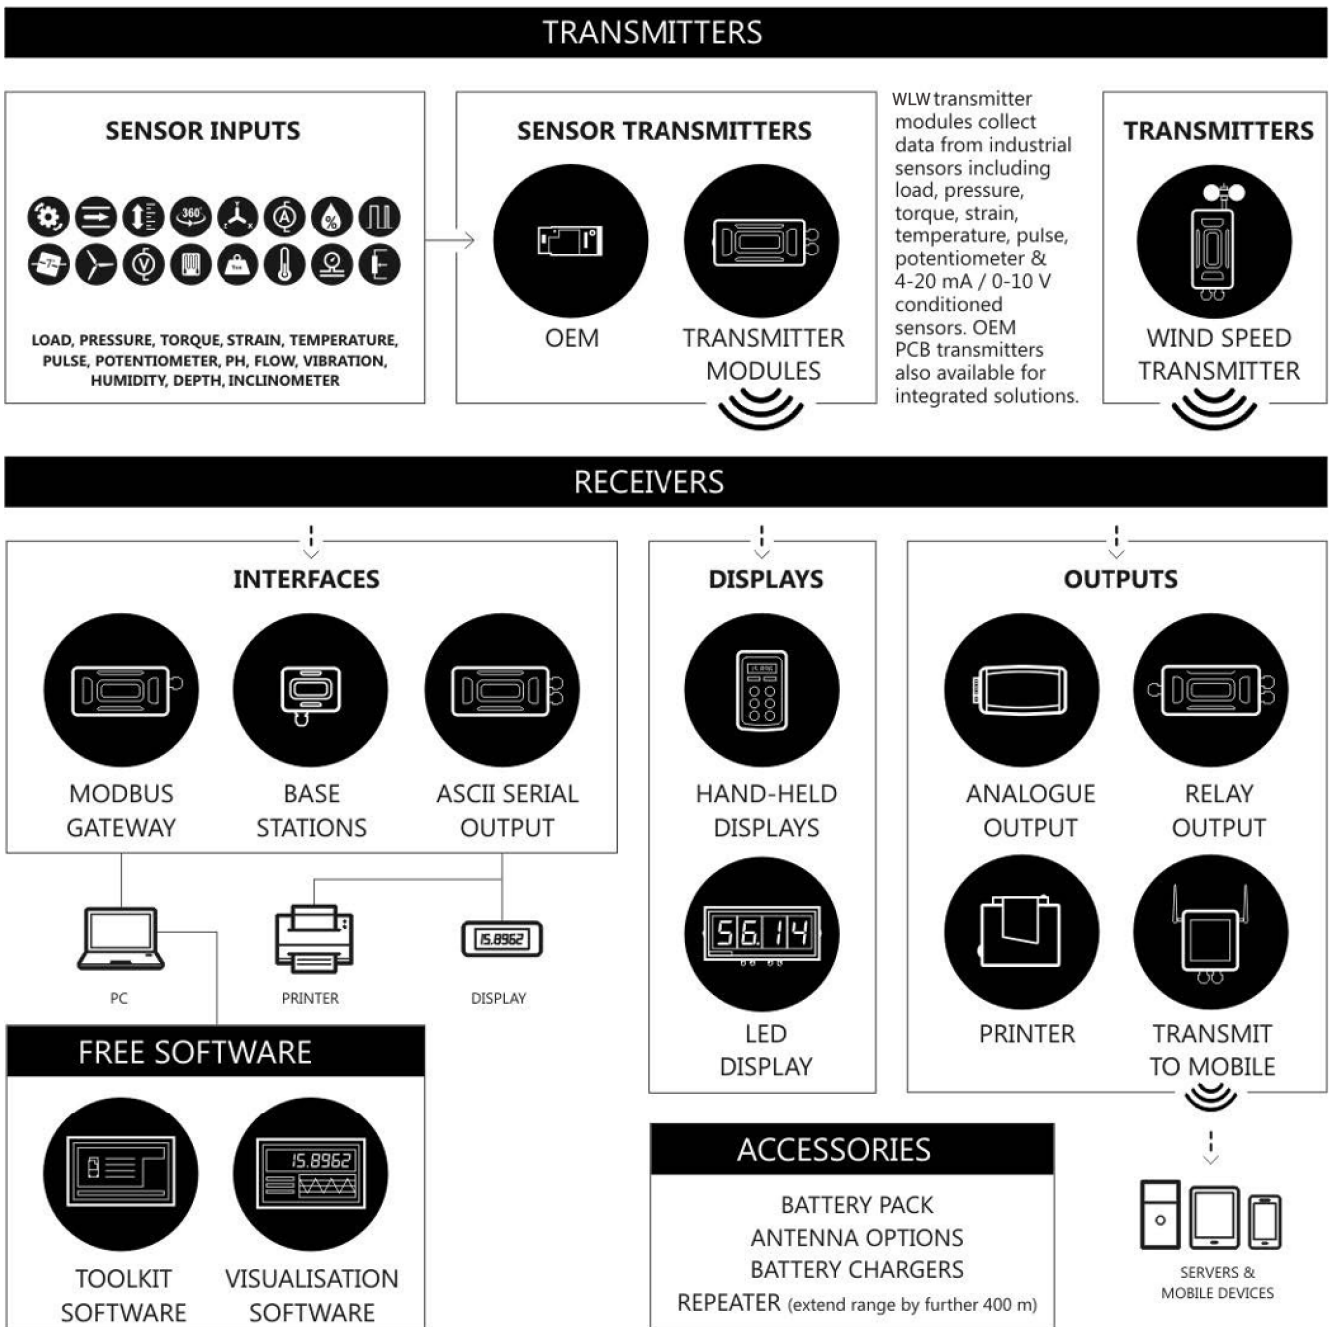 TRANSMITTERS
SENSOR INPUTS
360°
A
%
7°
V
LOAD, PRESSURE, TORQUE, STRAIN, TEMPERATURE,
PULSE, POTENTIOMETER, PH, FLOW, VIBRATION,
HUMIDITY, DEPTH, INCLINOMETER
SENSOR TRANSMITTERS
OEM
TRANSMITTER
MODULES
WLW transmitter
modules collect
data from industrial
sensors including
load, pressure,
torque, strain,
temperature, pulse,
potentiometer &
4-20 mA / 0-10 V
conditioned
sensors. OEM
PCB transmitters
also available for
integrated solutions.
TRANSMITTERS
WIND SPEED
TRANSMITTER
RECEIVERS
INTERFACES
MODBUS
GATEWAY
BASE
STATIONS
ASCII SERIAL
OUTPUT
PC
PRINTER
15.8962
DISPLAY
DISPLAYS
HAND-HELD
DISPLAYS
56.14
LED
DISPLAY
OUTPUTS
ANALOGUE
OUTPUT
RELAY
OUTPUT
PRINTER
TRANSMIT
TO MOBILE
SERVERS &
MOBILE DEVICES
FREE SOFTWARE
TOOLKIT
SOFTWARE
15.8962
VISUALISATION
SOFTWARE
ACCESSORIES
BATTERY PACK
ANTENNA OPTIONS
BATTERY CHARGERS
REPEATER (extend range by further 400 m)